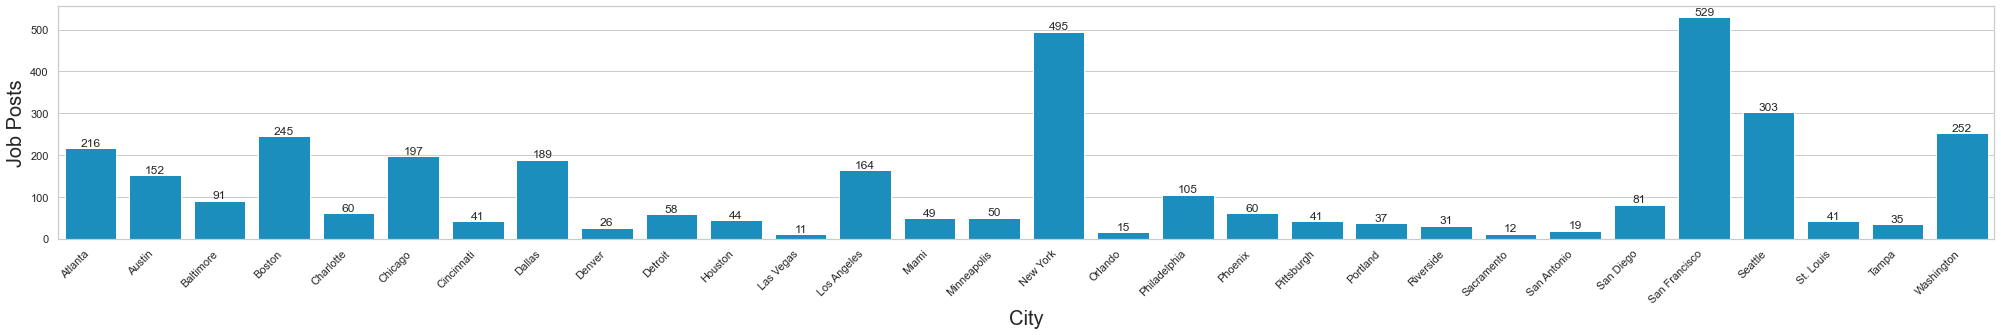 Job Posts
500
400
300
200
100
0
216
152
91
245
60
197
41
189
26
58
44
11
164
49
50
495
15
105
60
41
37
31
12
19
81
529
303
41
35
252
Atlanta
Austin
Baltimore
Boston
Charlotte
Chicago
Cincinnati
Dallas
Denver
Detroit
Houston
Las Vegas
Los Angeles
Miami
Minneapolis
New York
Orlando
Philadelphia
Phoenix
Pittsburgh
Portland
Riverside
Sacramento
San Antonio
San Diego
San Francisco
Seattle
St. Louis
Tampa
Washington
City